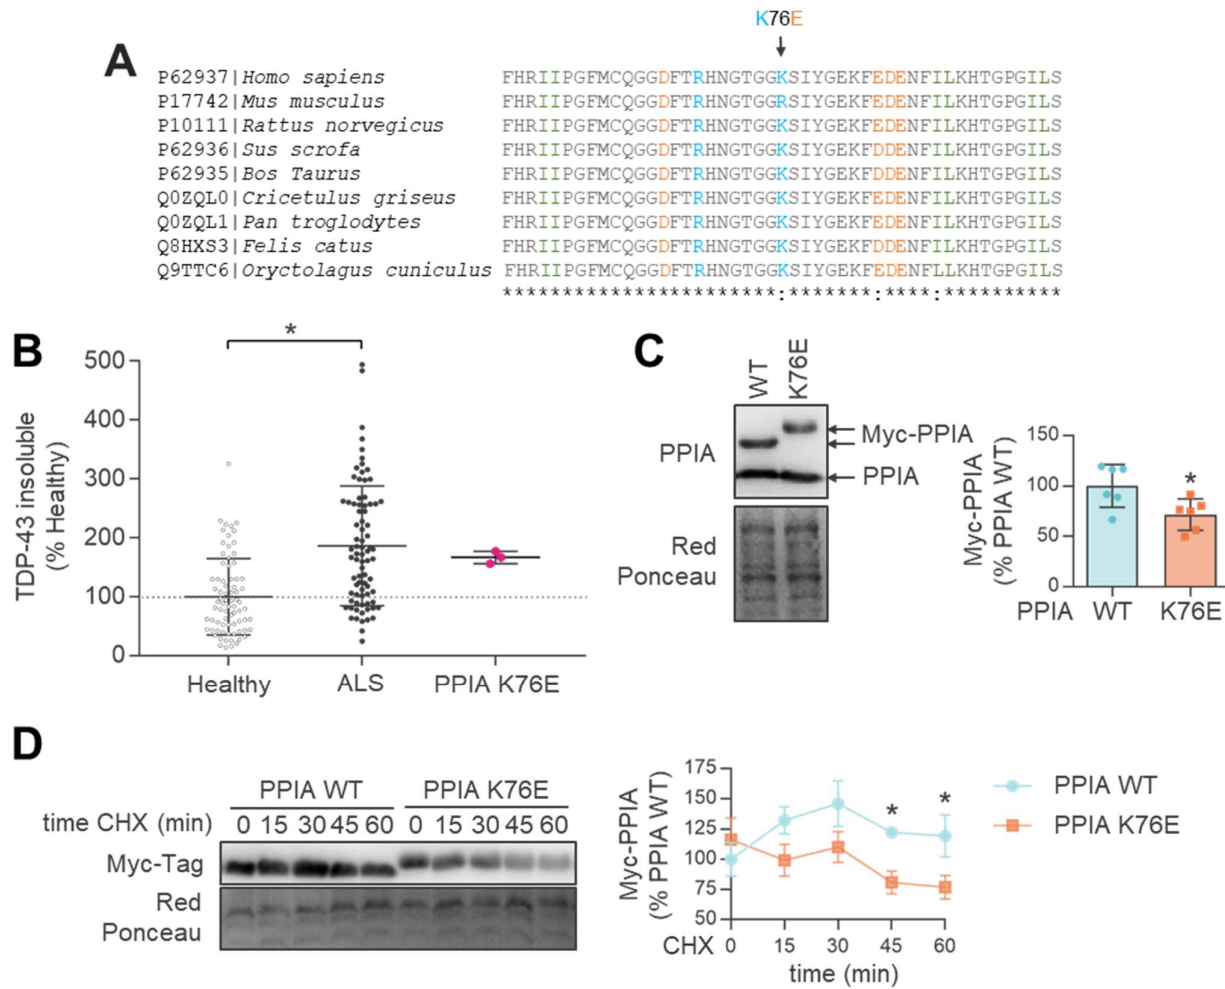 K76E
A
P62937|Homo sapiens FHRIIPGFMCQGGDFTRHNGTGGKSIYGEKFEDENFILKHTGPGILS
P17742|Mus musculus FHRIIPGFMCQGGDFTRHNGTGGRSIYGEKFEDENFILKHTGPGILS
P10111|Rattus norvegicus FHRIIPGFMCQGGDFTRHNGTGGKSIYGEKFEDENFILKHTGPGILS
P62936|Sus scrofa FHRIIPGFMCQGGDFTRHNGTGGKSIYGEKFDDENFILKHTGPGILS
P62935|Bos Taurus FHRIIPGFMCQGGDFTRHNGTGGKSIYGEKFDDENFILKHTGPGILS
Q0ZQL0|Cricetulus griseus FHRIIPGFMCQGGDFTRHNGTGGKSIYGEKFEDENFILKHTGPGILS
Q0ZQL1|Pan troglodytes FHRIIPGFMCQGGDFTRHNGTGGKSIYGEKFEDENFILKHTGPGILS
Q8HXS3|Felis catus FHRIIPGFMCQGGDFTRHNGTGGKSIYGEKFDDENFILKHTGPGILS
Q9TTC6|Oryctolagus cuniculus FHRIIPGFMCQGGDFTRHNGTGGKSIYGEKFEDENFLLKHTGPGILS
***********************:*******:****:**********
B
*
TDP-43 insoluble
(% Healthy)
500
400
300
200
100
0
Healthy ALS PPIA K76E
C
WT K76E
PPIA
Myc-PPIA
PPIA
Red
Ponceau
Myc-PPIA
(% PPIA WT)
150
100
50
0
*
PPIA WT K76E
D
PPIA WT PPIA K76E
time CHX (min) 0 15 30 45 60 0 15 30 45 60
Myc-Tag
Red
Ponceau
Myc-PPIA
(% PPIA WT)
175
150
125
100
75
50
* *
CHX 0 15 30 45 60
time (min)
PPIA WT
PPIA K76E